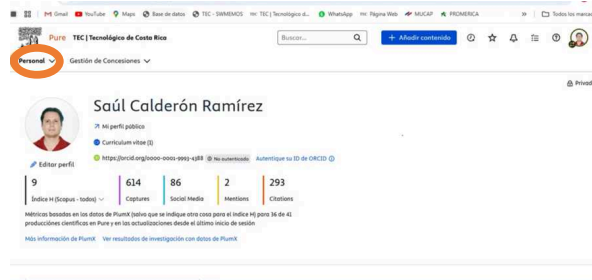 M Gmail YouTube Maps Base de datos TEC - SWMEMOS TEC | Tecnológico d... WhatsApp Página Web MUCAP PROMERICA » Todos los marcad
Pure TEC | Tecnológico de Costa Rica Buscar... + Añadir contenido
Personal Gestión de Concesiones
Privad
Saúl Calderón Ramírez
Mi perfil público
Curriculum vitae (1)
https://orcid.org/0000-0001-9993-4388 No autenticado Autentique su ID de ORCID
Editar perfil
9 614 86 2 293
Índice H (Scopus - todos) Captures Social Media Mentions Citations
Métricas basadas en los datos de PlumX (salvo que se indique otra cosa para el índice H) para 36 de 41
producciones científicas en Pure y en las actualizaciones desde el último inicio de sesión
Más información de PlumX Ver resultados de investigación con datos de PlumX